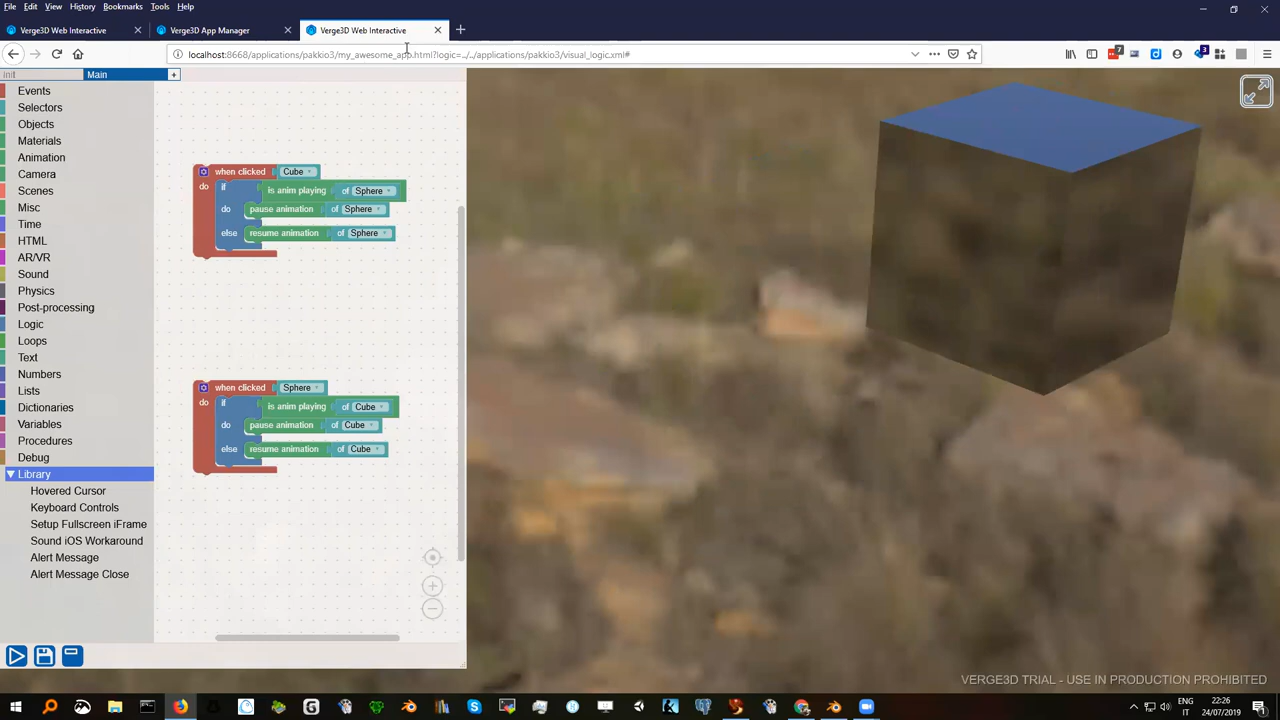 File Edit View History Bookmarks Tools Help
Verge3D Web Interactive
Verge3D App Manager
Verge3D Web Interactive
localhost:8668/applications/pakkio3/my_awesome_app.html?logic=../../applications/pakkio3/visual_logic.xml#
7
3
init
Main
Events
Selectors
Objects
Materials
Animation
Camera
Scenes
Misc
Time
HTML
AR/VR
Sound
Physics
Post-processing
Logic
Loops
Text
Numbers
Lists
Dictionaries
Variables
Procedures
Debug
Library
Hovered Cursor
Keyboard Controls
Setup Fullscreen iFrame
Sound iOS Workaround
Alert Message
Alert Message Close
when clicked Cube
do if is anim playing of Sphere
do pause animation of Sphere
else resume animation of Sphere
when clicked Sphere
do if is anim playing of Cube
do pause animation of Cube
else resume animation of Cube
VERGE3D TRIAL - USE IN PRODUCTION PROHIBITED
ENG
IT
22:26
24/07/2019